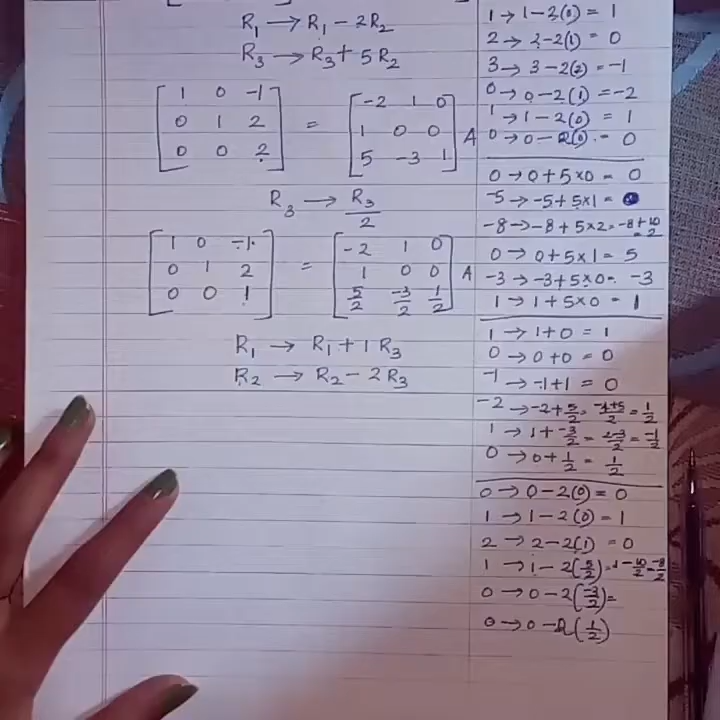 R₁ → R₁ − 2R₂
R₃ → R₃ + 5R₂
[1 0 −1]   [−2 1 0]
[0 1 2] = [1 0 0] A
[0 0 2]   [5 −3 1]
R₃ → R₃/2
[1 0 −1]   [−2 1 0]
[0 1 2] = [1 0 0] A
[0 0 1]   [5/2 −3/2 1/2]
R₁ → R₁ + 1R₃
R₂ → R₂ − 2R₃
1 → 1 − 2(0) = 1
2 → 2 − 2(1) = 0
3 → 3 − 2(2) = −1
0 → 0 − 2(1) = −2
1 → 1 − 2(0) = 1
0 → 0 − 2(0) = 0
0 → 0 + 5×0 = 0
−5 → −5 + 5×1 =
−8 → −8 + 5×2 = −8+10
= 2
0 → 0 + 5×1 = 5
−3 → −3 + 5×0 = −3
1 → 1 + 5×0 = 1
1 → 1 + 0 = 1
0 → 0 + 0 = 0
−1 → −1 + 1 = 0
−2 → −2 + 5/2 = −4+5/2 = 1/2
1 → 1 + −3/2 = 2−3/2 = −1/2
0 → 0 + 1/2 = 1/2
0 → 0 − 2(0) = 0
1 → 1 − 2(0) = 1
2 → 2 − 2(1) = 0
1 → 1 − 2(5/2) =
0 → 0 − 2(−3/2) =
0 → 0 − 2(1/2)